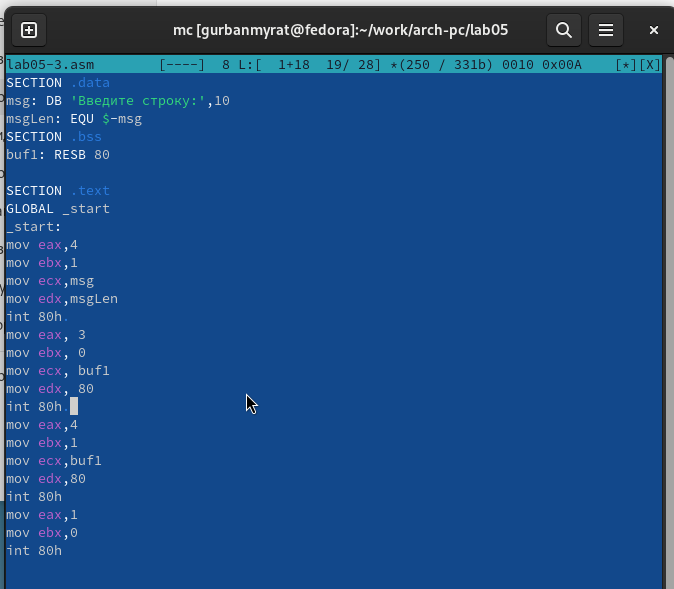 mc [gurbanmyrat@fedora]:~/work/arch-pc/lab05
lab05-3.asm [----] 8 L:[ 1+18 19/ 28] *(250 / 331b) 0010 0x00A [*][X]
SECTION .data
msg: DB 'Введите строку:',10
msgLen: EQU $-msg
SECTION .bss
buf1: RESB 80
SECTION .text
GLOBAL _start
_start:
mov eax,4
mov ebx,1
mov ecx,msg
mov edx,msgLen
int 80h.
mov eax, 3
mov ebx, 0
mov ecx, buf1
mov edx, 80
int 80h.
mov eax,4
mov ebx,1
mov ecx,buf1
mov edx,80
int 80h
mov eax,1
mov ebx,0
int 80h